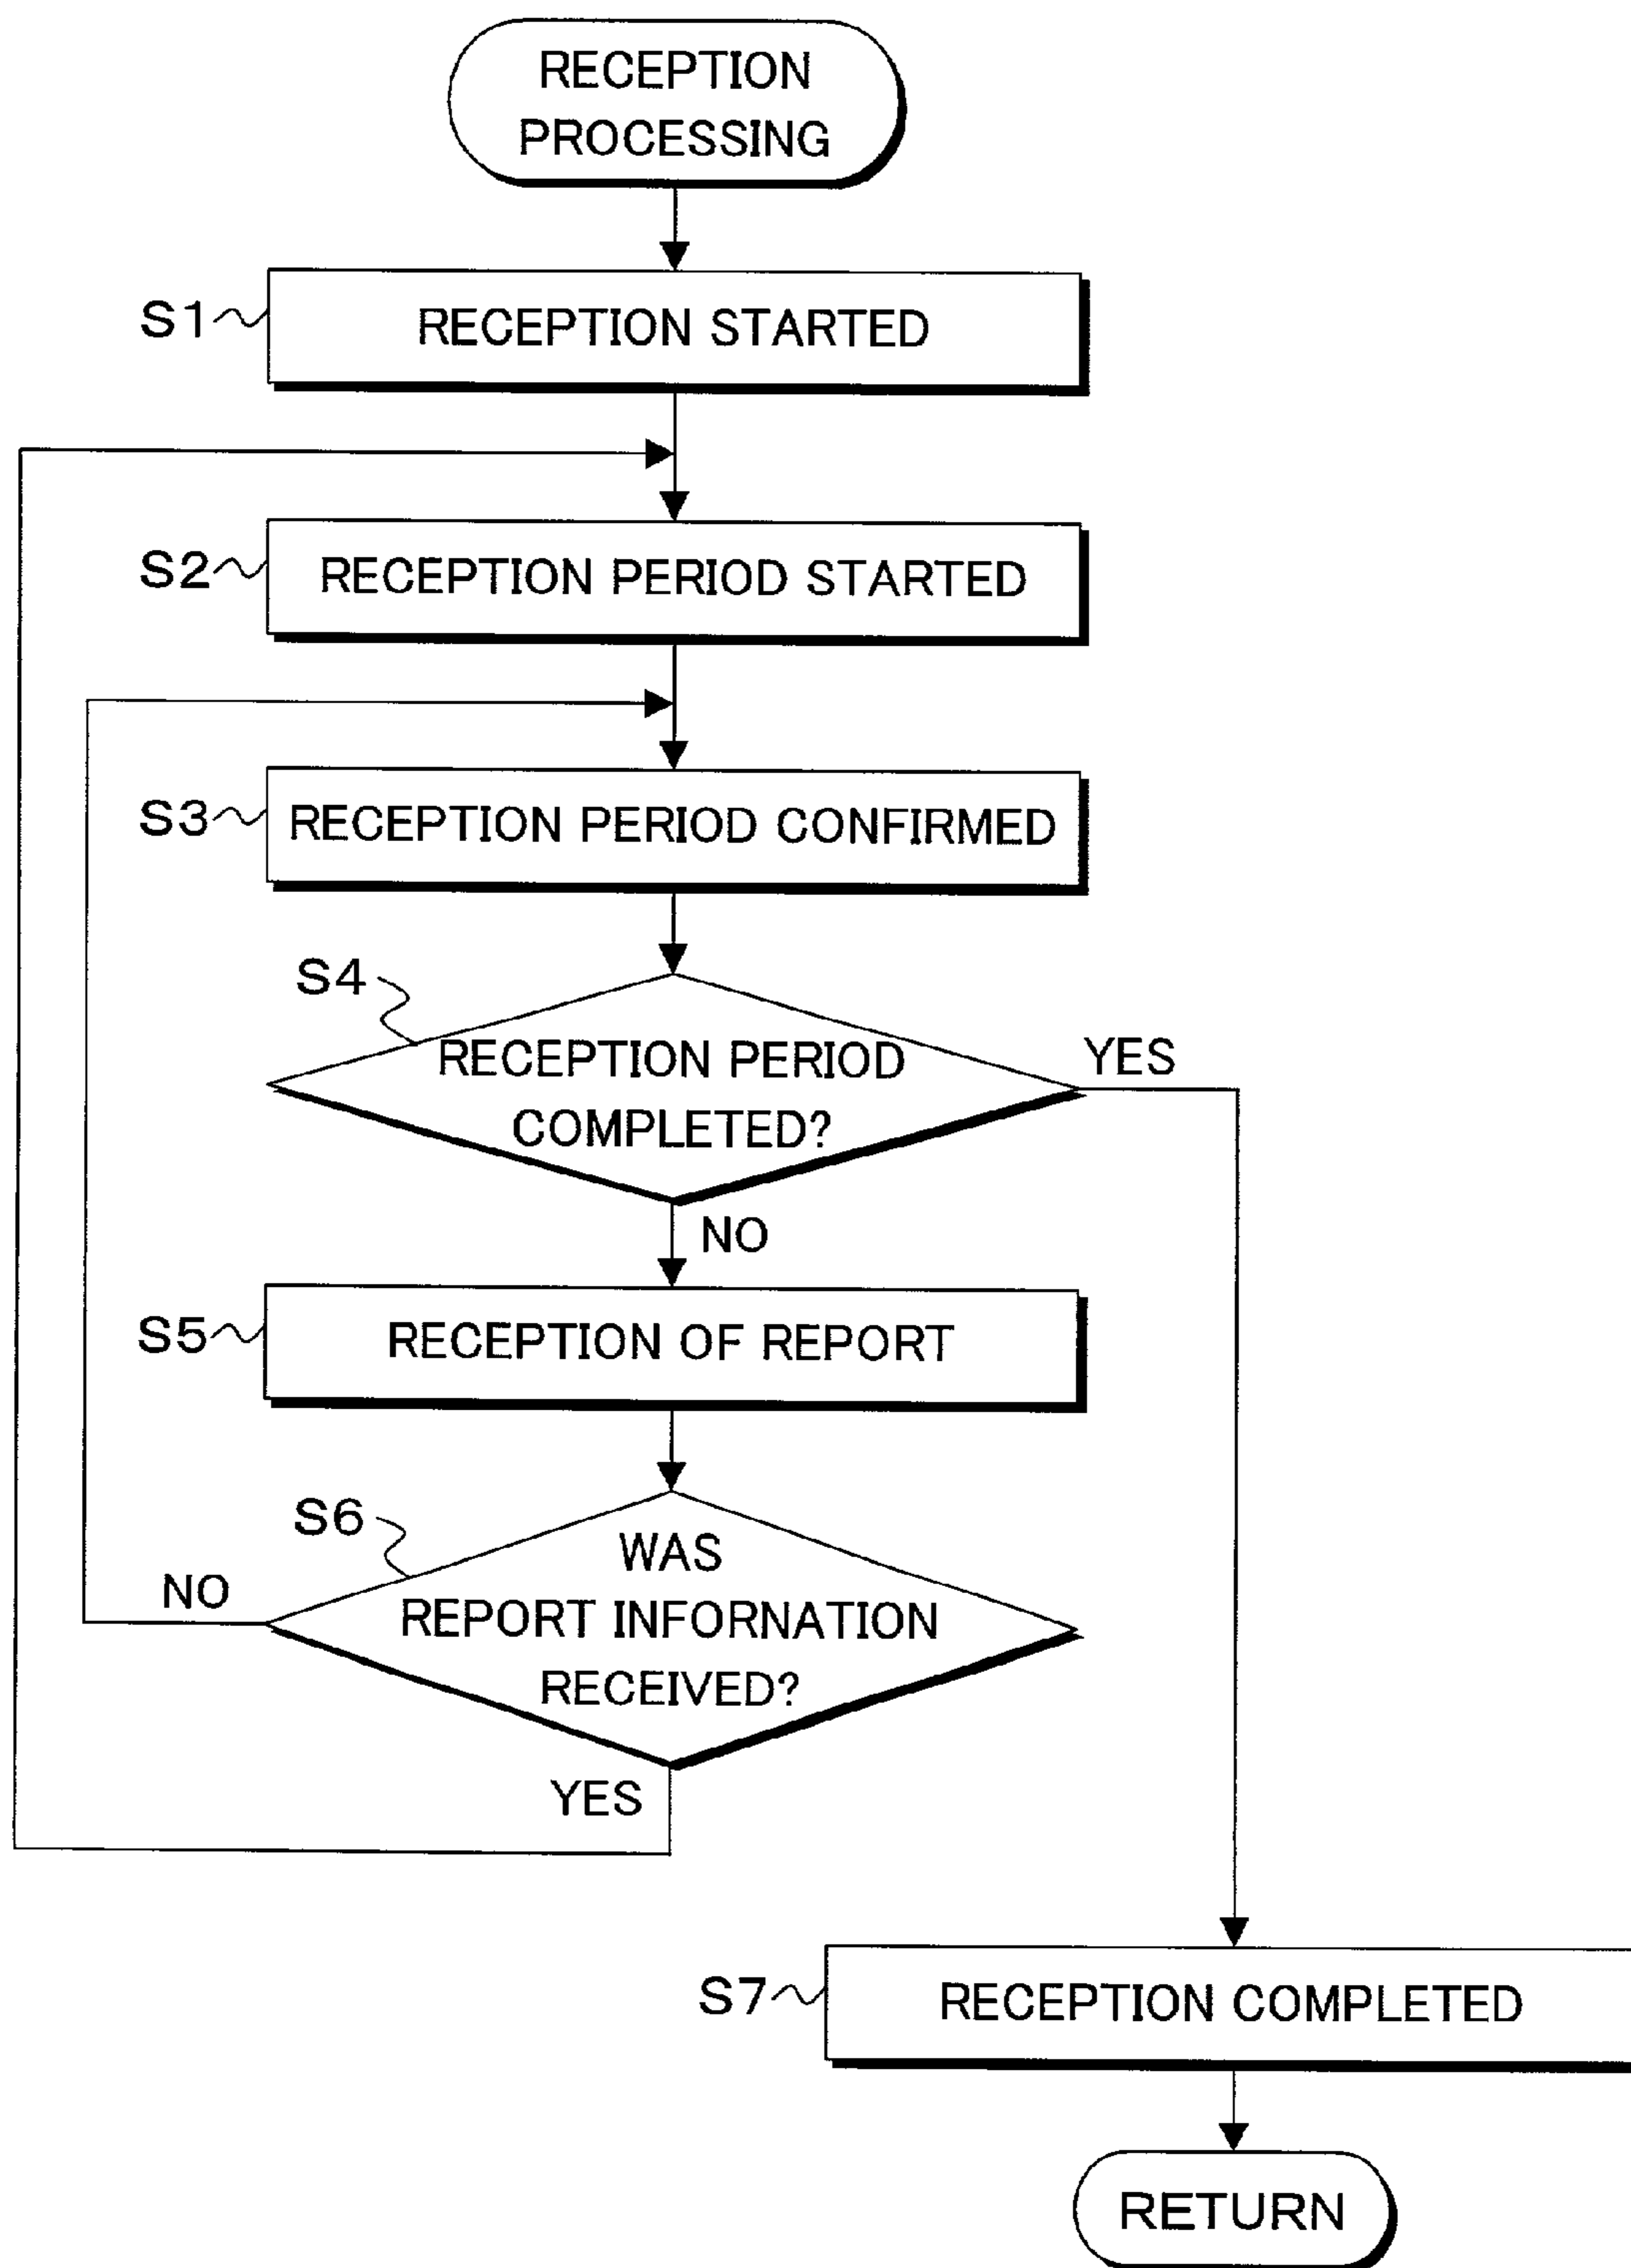 RECEPTION
PROCESSING
S1
RECEPTION STARTED
S2
RECEPTION PERIOD STARTED
S3
RECEPTION PERIOD CONFIRMED
S4
RECEPTION PERIOD
COMPLETED?
YES
NO
S5
RECEPTION OF REPORT
S6
WAS
REPORT INFORNATION
RECEIVED?
NO
YES
S7
RECEPTION COMPLETED
RETURN